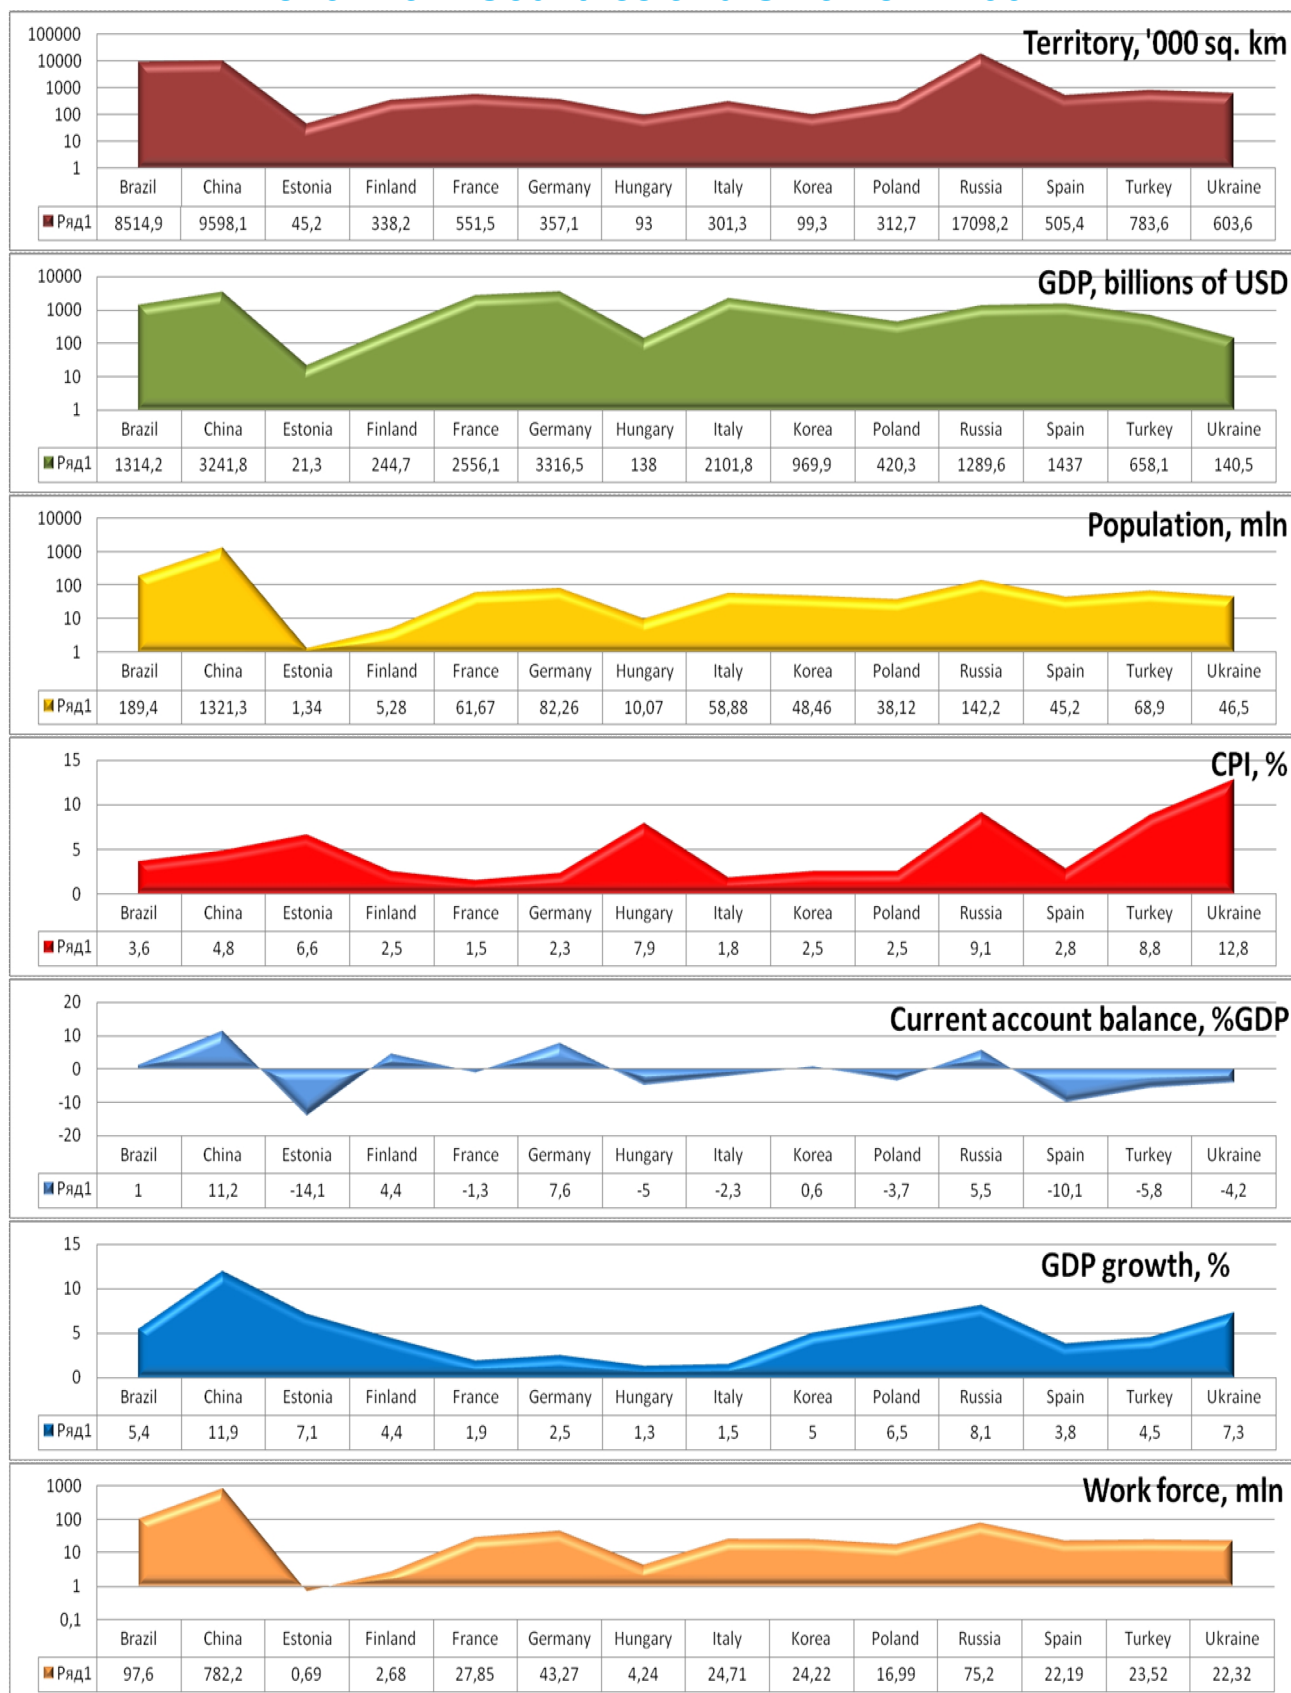 Territory, '000 sq. km
100000
10000
1000
100
10
1
Brazil China Estonia Finland France Germany Hungary Italy Korea Poland Russia Spain Turkey Ukraine
Ряд1 8514,9 9598,1 45,2 338,2 551,5 357,1 93 301,3 99,3 312,7 17098,2 505,4 783,6 603,6
GDP, billions of USD
10000
1000
100
10
1
Brazil China Estonia Finland France Germany Hungary Italy Korea Poland Russia Spain Turkey Ukraine
Ряд1 1314,2 3241,8 21,3 244,7 2556,1 3316,5 138 2101,8 969,9 420,3 1289,6 1437 658,1 140,5
Population, mln
10000
1000
100
10
1
Brazil China Estonia Finland France Germany Hungary Italy Korea Poland Russia Spain Turkey Ukraine
Ряд1 189,4 1321,3 1,34 5,28 61,67 82,26 10,07 58,88 48,46 38,12 142,2 45,2 68,9 46,5
CPI, %
15
10
5
0
Brazil China Estonia Finland France Germany Hungary Italy Korea Poland Russia Spain Turkey Ukraine
Ряд1 3,6 4,8 6,6 2,5 1,5 2,3 7,9 1,8 2,5 2,5 9,1 2,8 8,8 12,8
Current account balance, %GDP
20
10
0
-10
-20
Brazil China Estonia Finland France Germany Hungary Italy Korea Poland Russia Spain Turkey Ukraine
Ряд1 1 11,2 -14,1 4,4 -1,3 7,6 -5 -2,3 0,6 -3,7 5,5 -10,1 -5,8 -4,2
GDP growth, %
15
10
5
0
Brazil China Estonia Finland France Germany Hungary Italy Korea Poland Russia Spain Turkey Ukraine
Ряд1 5,4 11,9 7,1 4,4 1,9 2,5 1,3 1,5 5 6,5 8,1 3,8 4,5 7,3
Work force, mln
1000
100
10
1
0,1
Brazil China Estonia Finland France Germany Hungary Italy Korea Poland Russia Spain Turkey Ukraine
Ряд1 97,6 782,2 0,69 2,68 27,85 43,27 4,24 24,71 24,22 16,99 75,2 22,19 23,52 22,32